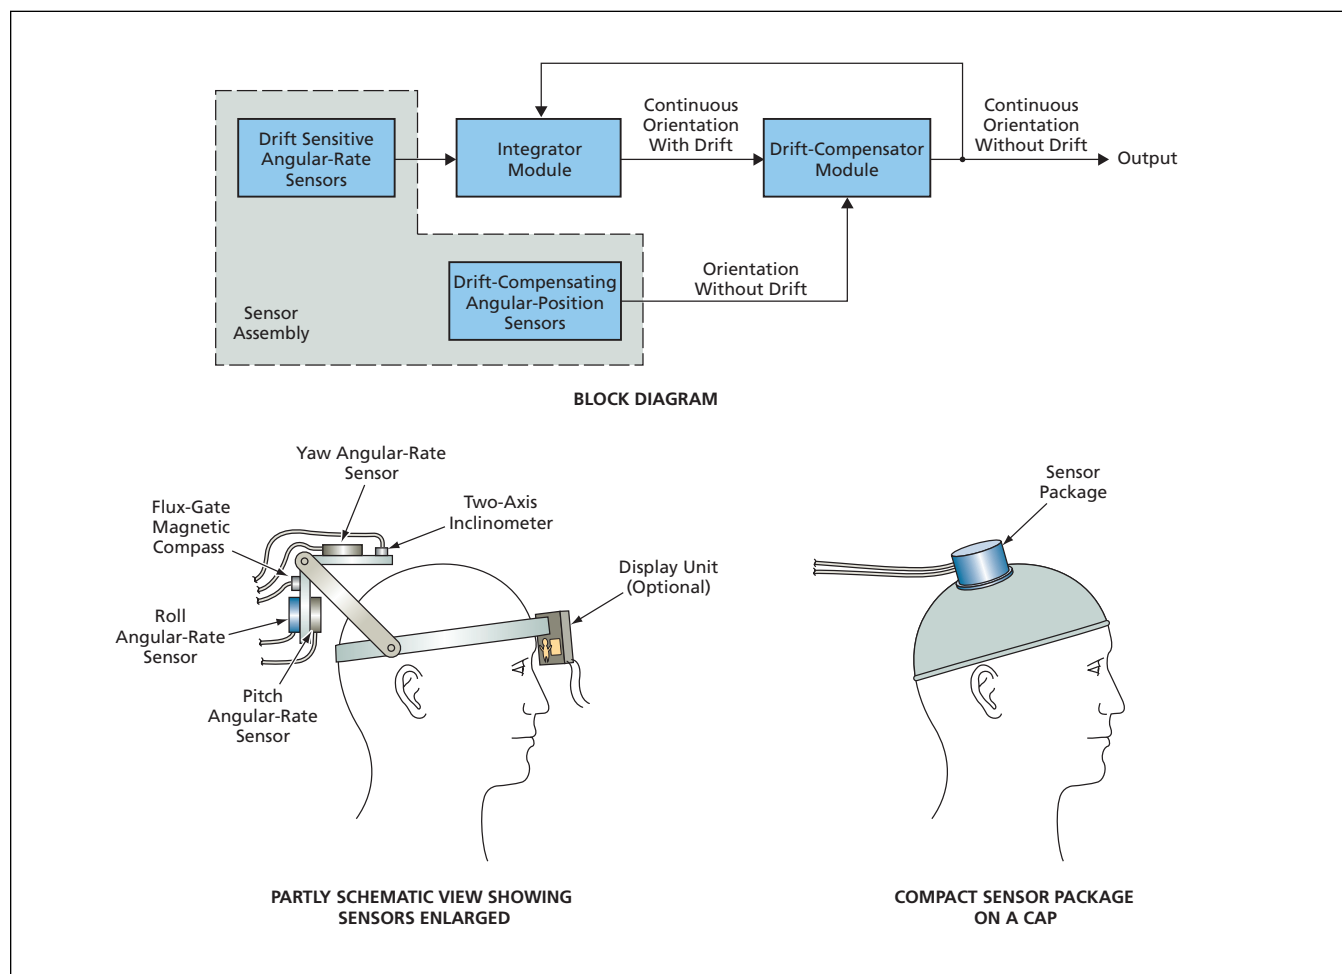 Drift Sensitive
Angular-Rate
Sensors
Integrator
Module
Continuous
Orientation
With Drift
Drift-Compensator
Module
Continuous
Orientation
Without Drift
Output
Drift-Compensating
Angular-Position
Sensors
Orientation
Without Drift
Sensor
Assembly
BLOCK DIAGRAM
Yaw Angular-Rate
Sensor
Flux-Gate
Magnetic
Compass
Two-Axis
Inclinometer
Display Unit
(Optional)
Roll
Angular-Rate
Sensor
Pitch
Angular-Rate
Sensor
PARTLY SCHEMATIC VIEW SHOWING
SENSORS ENLARGED
Sensor
Package
COMPACT SENSOR PACKAGE
ON A CAP